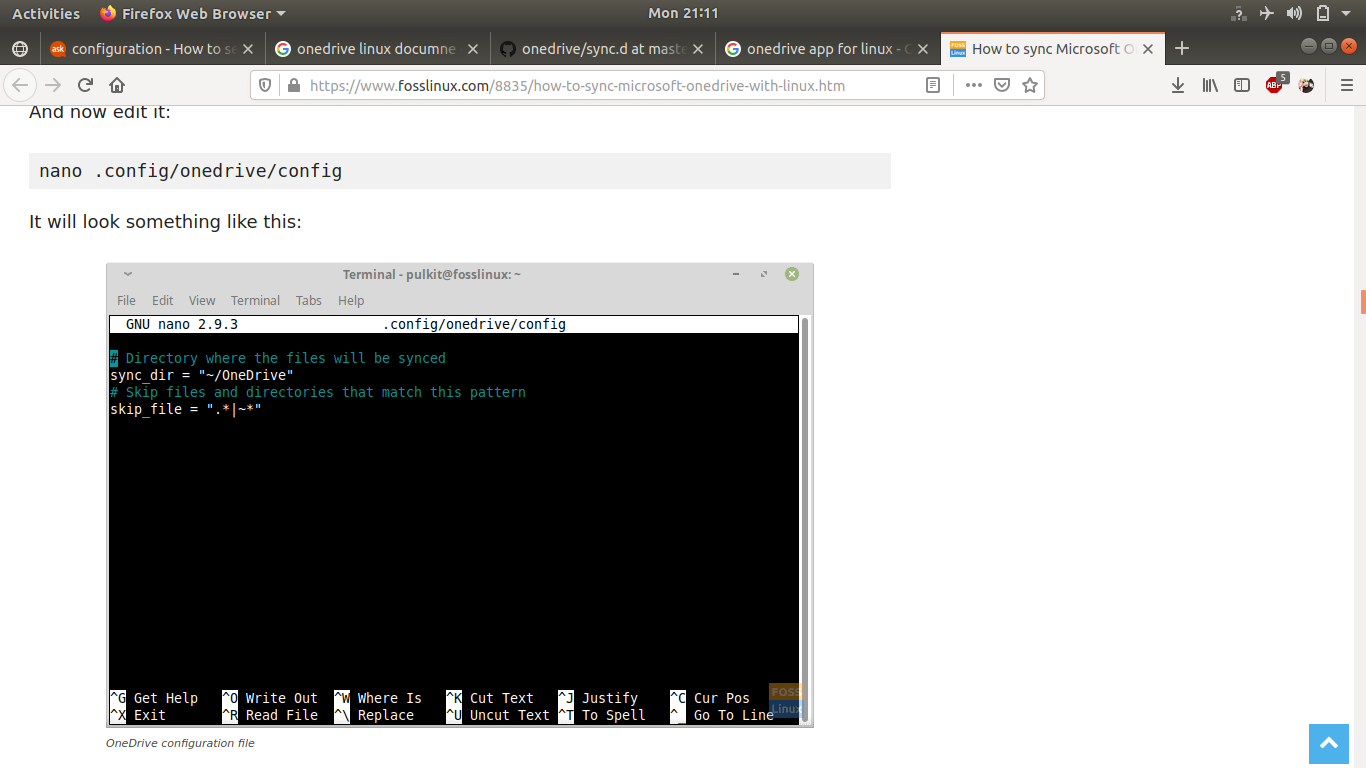 Activities Firefox Web Browser Mon 21:11
configuration - How to se onedrive linux documne onedrive/sync.d at maste onedrive app for linux - G How to sync Microsoft O
https://www.fosslinux.com/8835/how-to-sync-microsoft-onedrive-with-linux.htm ABP 5
And now edit it:
nano .config/onedrive/config
It will look something like this:
Terminal - pulkit@fosslinux: ~
File Edit View Terminal Tabs Help
GNU nano 2.9.3 .config/onedrive/config
# Directory where the files will be synced
sync_dir = "~/OneDrive"
# Skip files and directories that match this pattern
skip_file = ".*|~*"
^G Get Help ^O Write Out ^W Where Is ^K Cut Text ^J Justify ^C Cur Pos
^X Exit ^R Read File ^\ Replace ^U Uncut Text ^T To Spell ^_ Go To Line
FOSS
Linux
OneDrive configuration file